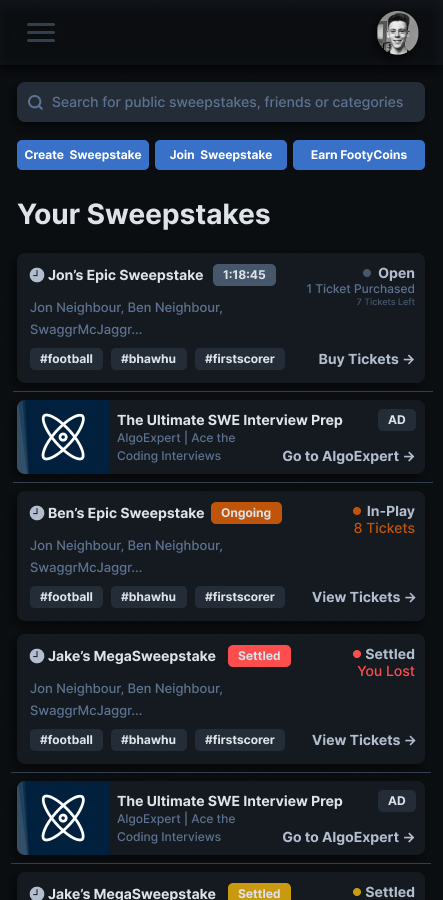 Search for public sweepstakes, friends or categories
Create Sweepstake
Join Sweepstake
Earn FootyCoins
Your Sweepstakes
Jon's Epic Sweepstake
1:18:45
Open
1 Ticket Purchased
7 Tickets Left
Jon Neighbour, Ben Neighbour,
SwaggrMcJaggr...
#football
#bhawhu
#firstscorer
Buy Tickets →
The Ultimate SWE Interview Prep
AD
AlgoExpert | Ace the
Coding Interviews
Go to AlgoExpert →
Ben's Epic Sweepstake
Ongoing
In-Play
8 Tickets
Jon Neighbour, Ben Neighbour,
SwaggrMcJaggr...
#football
#bhawhu
#firstscorer
View Tickets →
Jake's MegaSweepstake
Settled
Settled
You Lost
Jon Neighbour, Ben Neighbour,
SwaggrMcJaggr...
#football
#bhawhu
#firstscorer
View Tickets →
The Ultimate SWE Interview Prep
AD
AlgoExpert | Ace the
Coding Interviews
Go to AlgoExpert →
Jake's MegaSweepstake
Settled
Settled